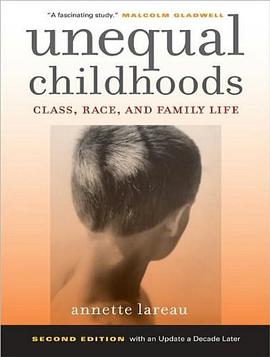 "A fascinating study." MALCOLM GLADWELL
unequal
childhoods
CLASS, RACE, AND FAMILY LIFE
annette lareau
SECOND EDITION with an Update a Decade Later